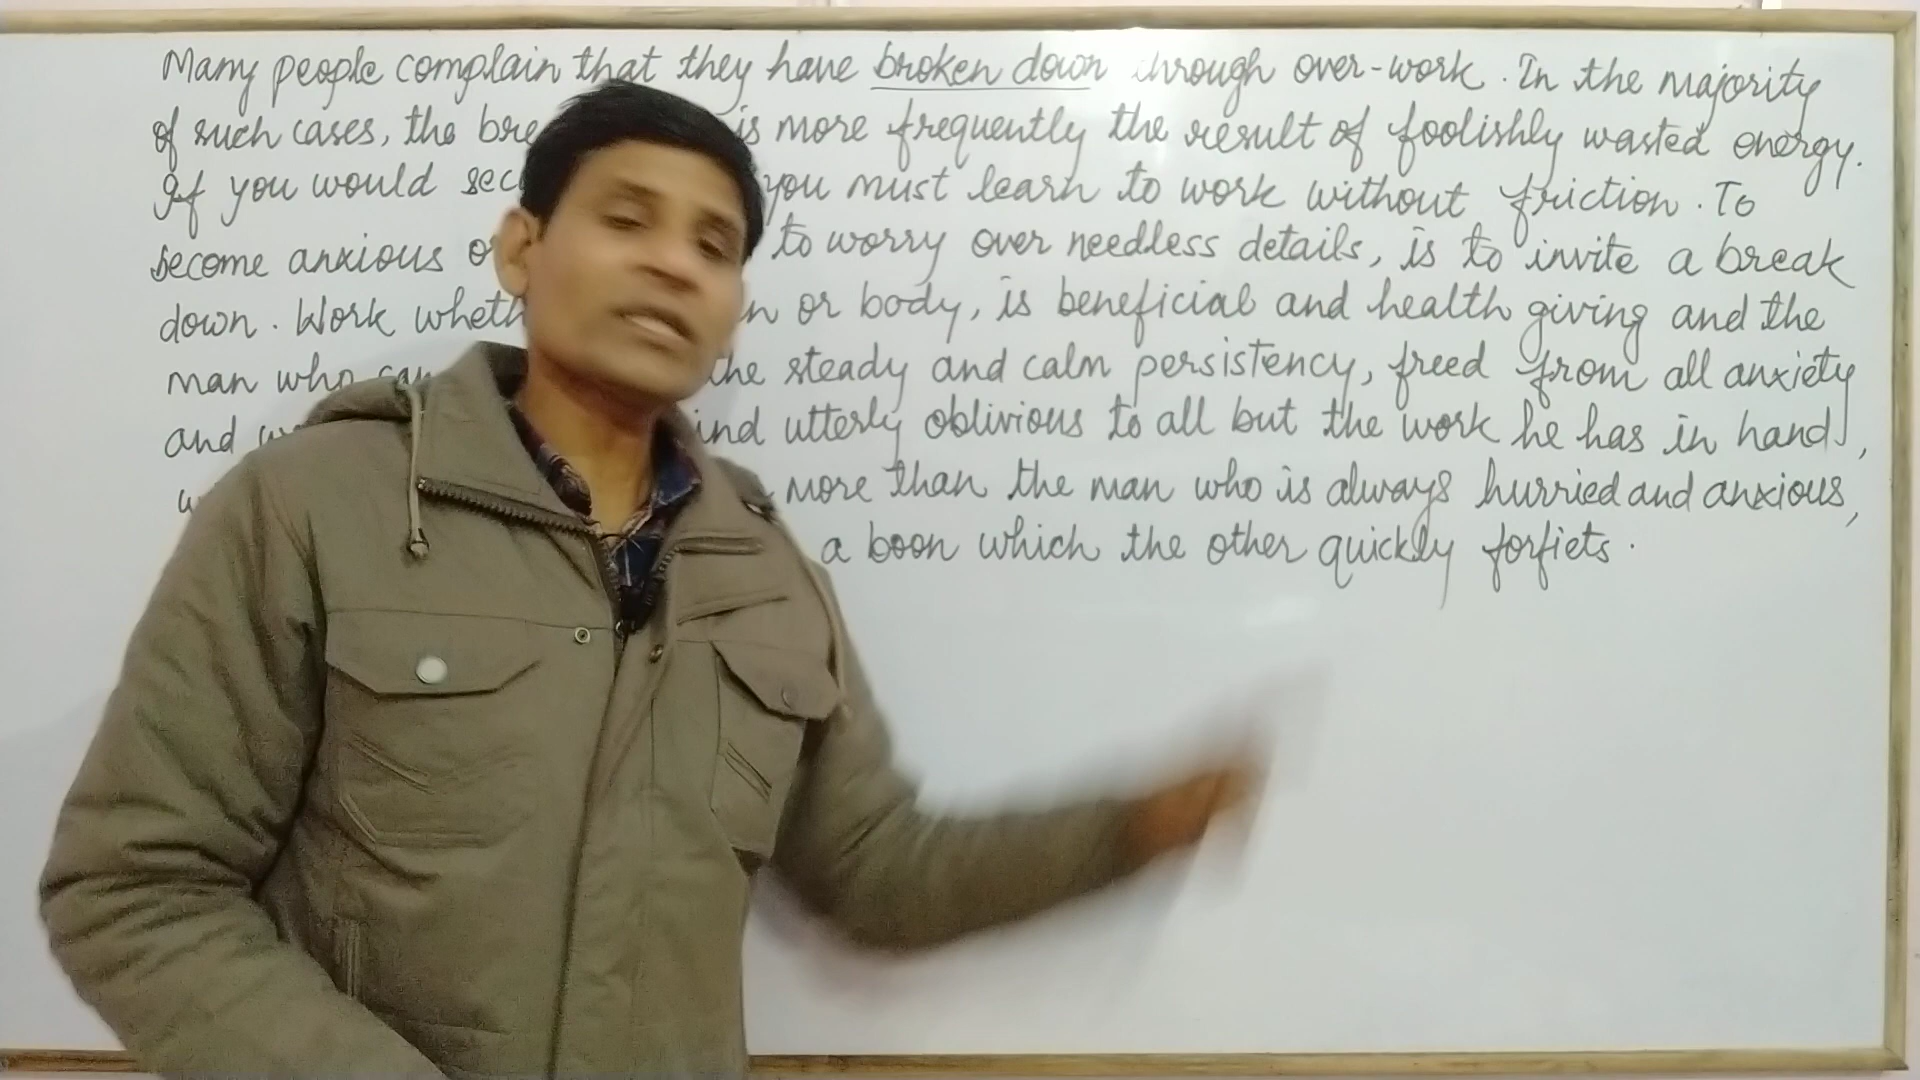 Many people complain that they have broken down through over-work. In the majority
of such cases, the is more frequently the result of foolishly wasted energy.
If you would you must learn to work without friction. To
become anxious to worry over needless details, is to invite a break
down. Work or body, is beneficial and health giving and the
man who can the steady and calm persistency, freed from all anxiety
and utterly oblivious to all but the work he has in hand,
more than the man who is always hurried and anxious,
a boon which the other quickly forfiets.